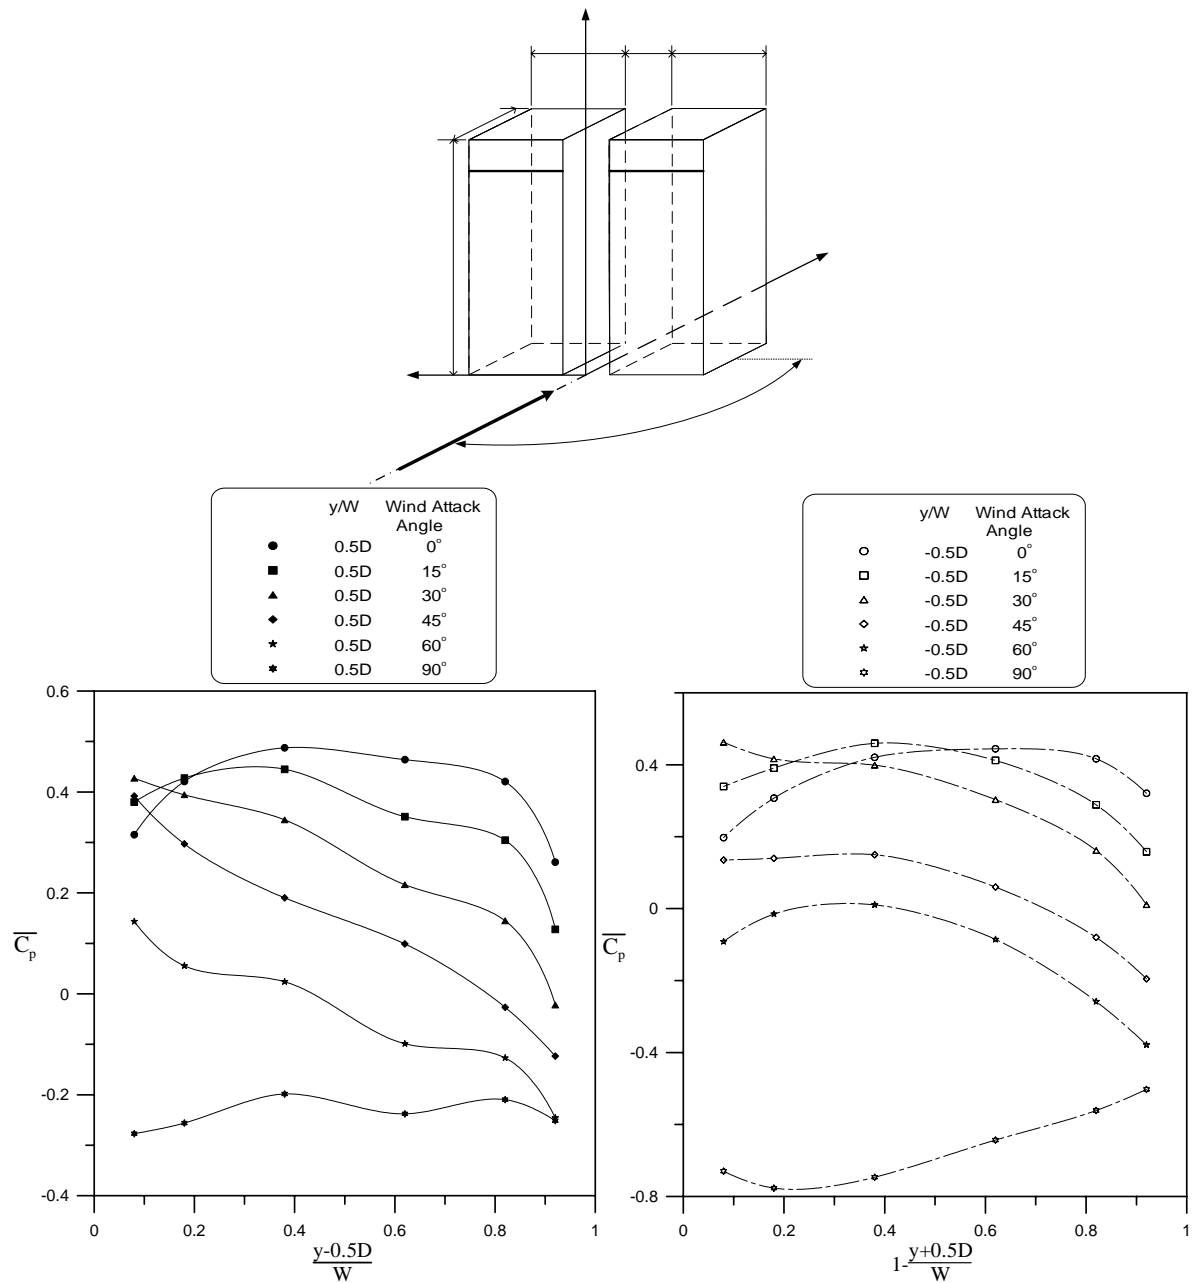 y/W Wind Attack Angle
0.5D 0°
0.5D 15°
0.5D 30°
0.5D 45°
0.5D 60°
0.5D 90°
y/W Wind Attack Angle
-0.5D 0°
-0.5D 15°
-0.5D 30°
-0.5D 45°
-0.5D 60°
-0.5D 90°
0.6
0.4
0.2
0
-0.2
-0.4
C̅p
0 0.2 0.4 0.6 0.8 1
y-0.5D
W
0.4
0
-0.4
-0.8
C̅p
0 0.2 0.4 0.6 0.8 1
1-y+0.5D
W